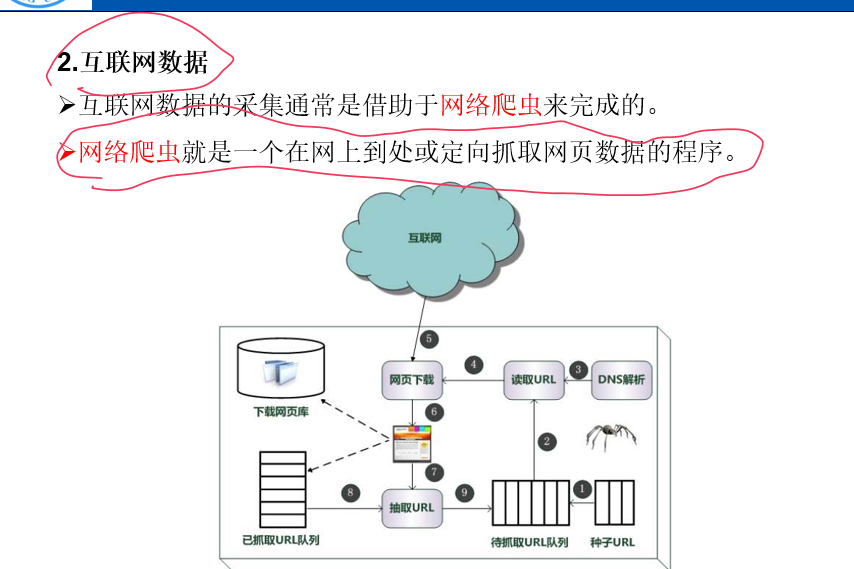 2.互联网数据
➢互联网数据的采集通常是借助于网络爬虫来完成的。
➢网络爬虫就是一个在网上到处或定向抓取网页数据的程序。
互联网
5
网页下载
4
读取URL
3
DNS解析
下载网页库
6
2
7
1
8
抽取URL
9
已抓取URL队列
待抓取URL队列
种子URL